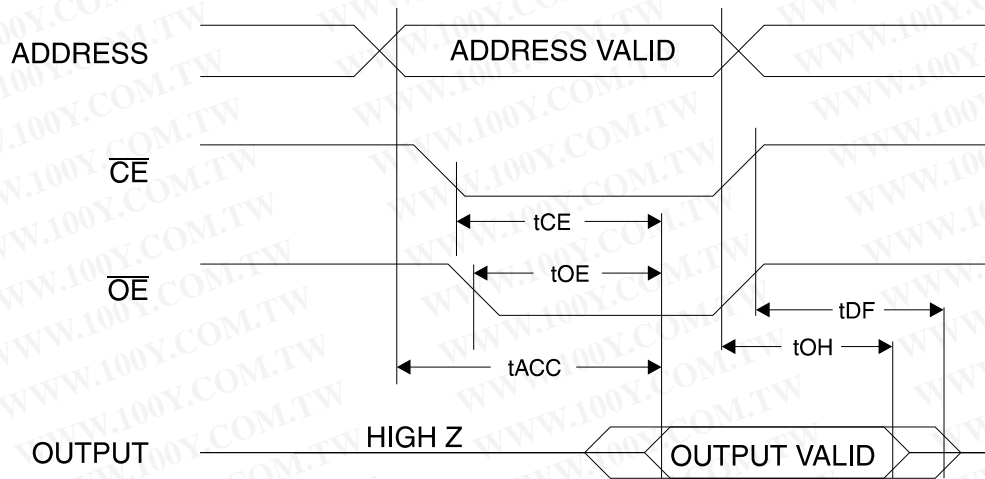 ADDRESS
ADDRESS VALID
CE
tCE
OE
tOE
tDF
tOH
tACC
OUTPUT
HIGH Z
OUTPUT VALID
WWW.100Y.COM.TW